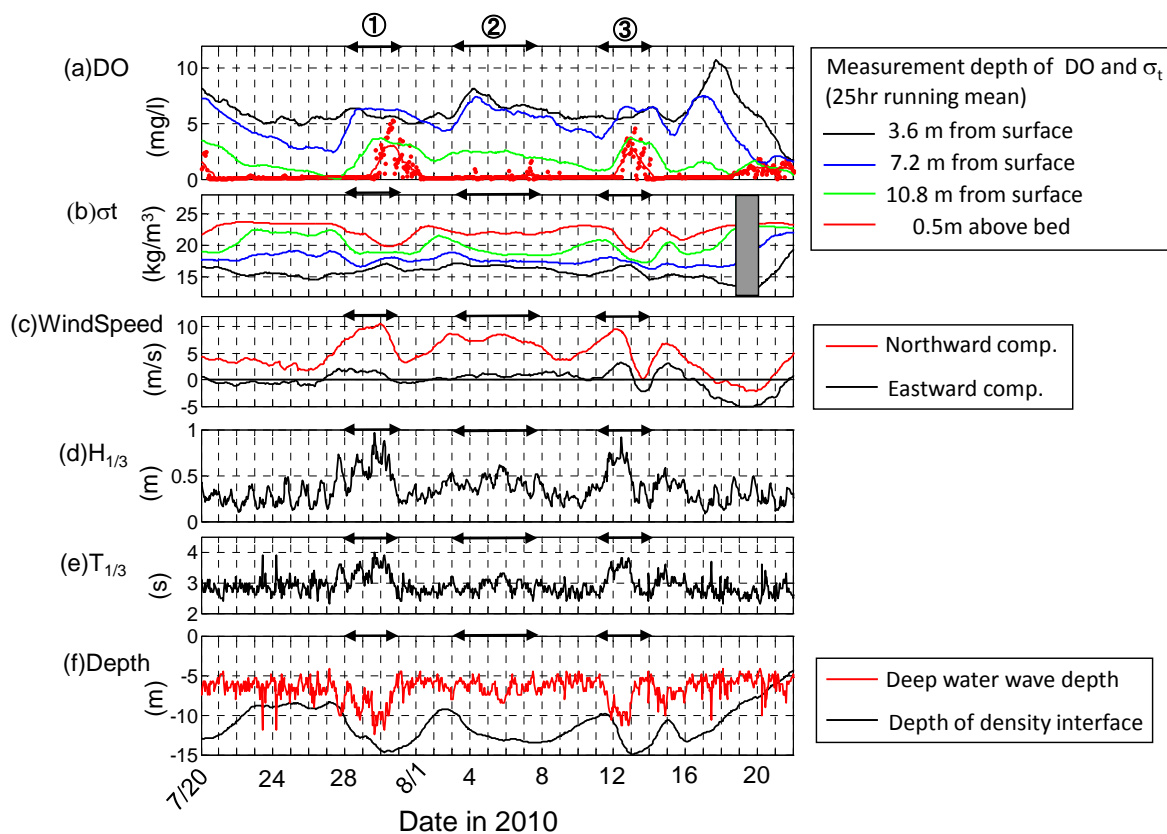 ① ② ③
(a)DO
(mg/l)
10
5
0
Measurement depth of DO and σt
(25hr running mean)
3.6 m from surface
7.2 m from surface
10.8 m from surface
0.5m above bed
(b)σt
(kg/m³)
25
20
15
(c)WindSpeed
(m/s)
10
5
0
-5
Northward comp.
Eastward comp.
(d)H1/3
(m)
1
0.5
0
(e)T1/3
(s)
4
3
2
(f)Depth
(m)
0
-5
-10
-15
Deep water wave depth
Depth of density interface
7/20 24 28 8/1 4 8 12 16 20
Date in 2010